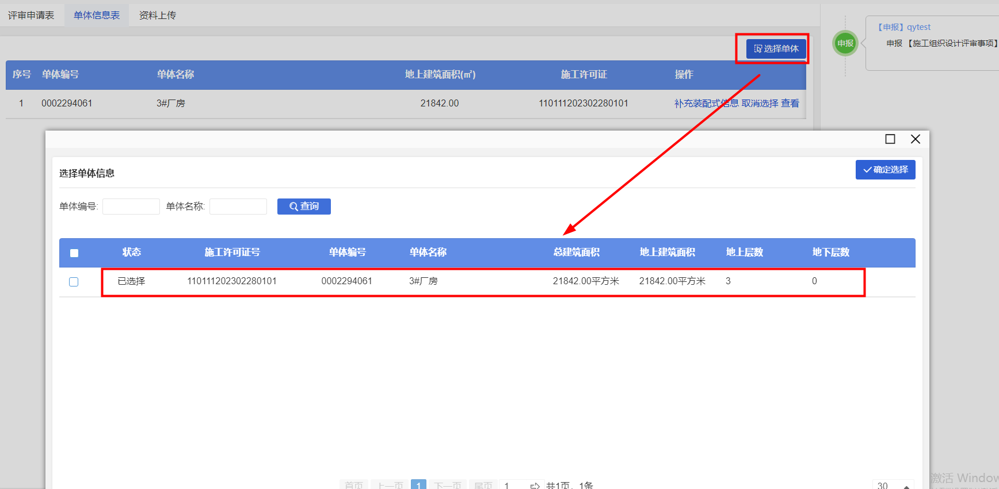 评审申请表 单体信息表 资料上传
【申报】qytest
申报 申报 【施工组织设计评审事项】
选择单体
序号 单体编号 单体名称 地上建筑面积(㎡) 施工许可证 操作
1 0002294061 3#厂房 21842.00 110111202302280101 补充装配式信息 取消选择 查看
选择单体信息 确定选择
单体编号: 单体名称: 查询
状态 施工许可证号 单体编号 单体名称 总建筑面积 地上建筑面积 地上层数 地下层数
已选择 110111202302280101 0002294061 3#厂房 21842.00平方米 21842.00平方米 3 0
激活 Window
首页 上一页 1 下一页 尾页 1 共1页，1条 30